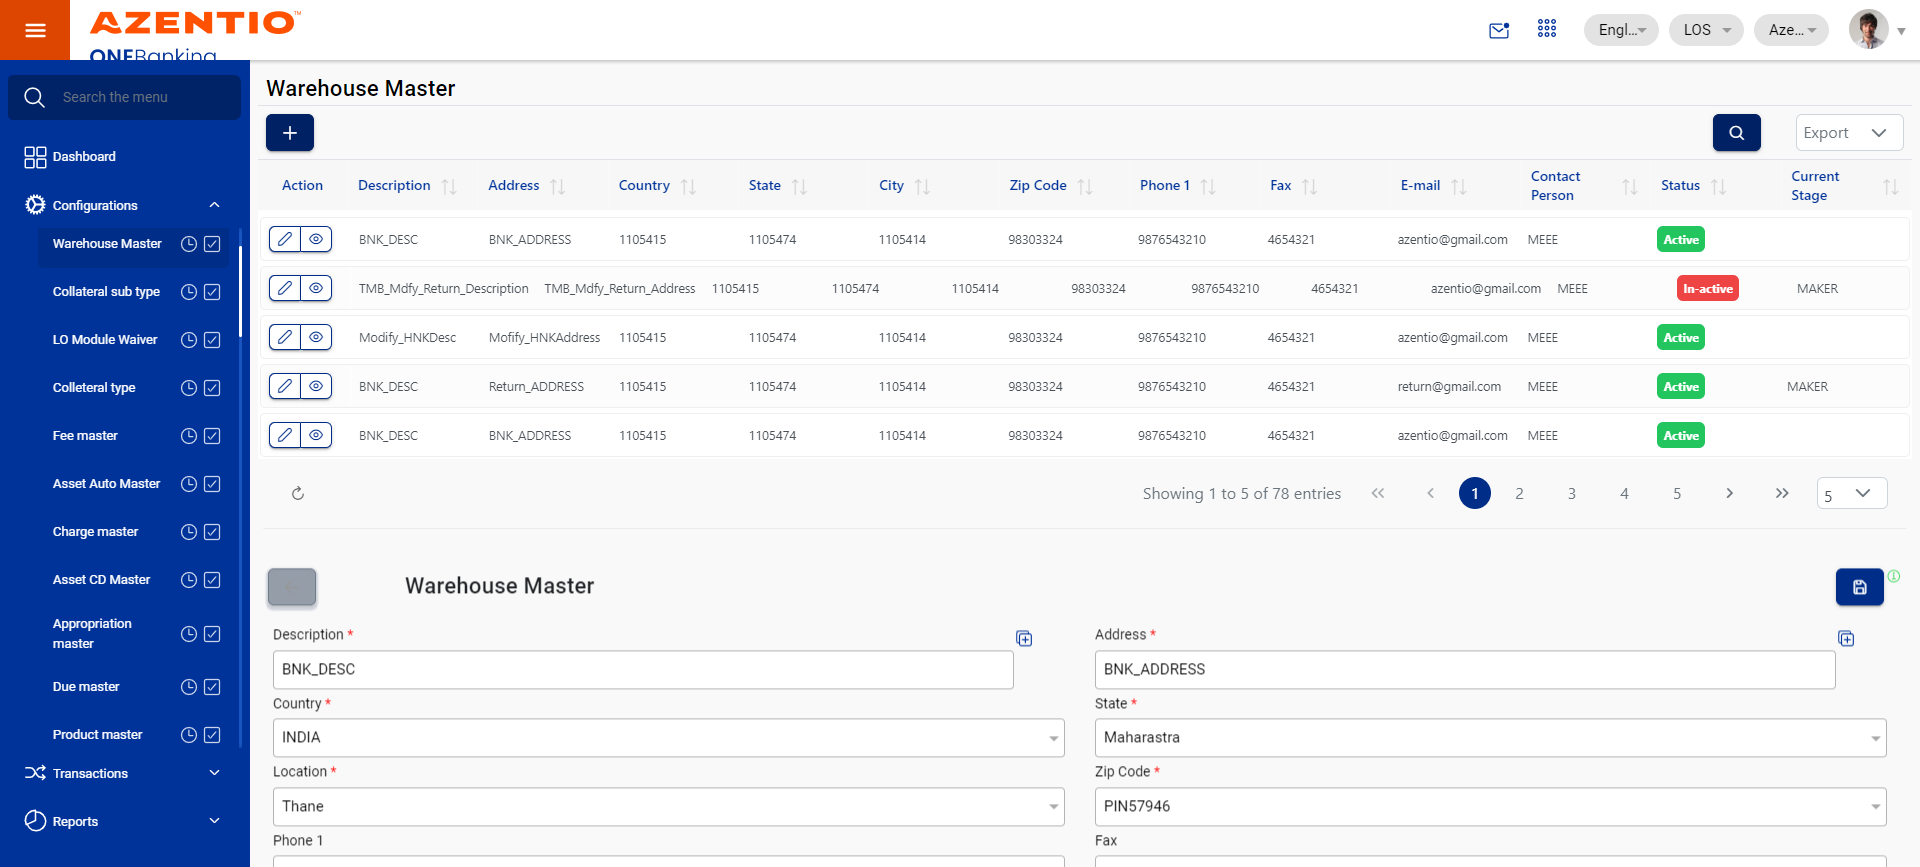 AZENTIO™
ONEBanking
Engl...
LOS
Aze...
Search the menu
Dashboard
Configurations
Warehouse Master
Collateral sub type
LO Module Waiver
Colleteral type
Fee master
Asset Auto Master
Charge master
Asset CD Master
Appropriation
master
Due master
Product master
Transactions
Reports
Warehouse Master
Export
Action Description Address Country State City Zip Code Phone 1 Fax E-mail Contact Person Status Current Stage
BNK_DESC BNK_ADDRESS 1105415 1105474 1105414 98303324 9876543210 4654321 azentio@gmail.com MEEE Active
TMB_Mdfy_Return_Description TMB_Mdfy_Return_Address 1105415 1105474 1105414 98303324 9876543210 4654321 azentio@gmail.com MEEE In-active MAKER
Modify_HNKDesc Mofify_HNKAddress 1105415 1105474 1105414 98303324 9876543210 4654321 azentio@gmail.com MEEE Active
BNK_DESC Return_ADDRESS 1105415 1105474 1105414 98303324 9876543210 4654321 return@gmail.com MEEE Active MAKER
BNK_DESC BNK_ADDRESS 1105415 1105474 1105414 98303324 9876543210 4654321 azentio@gmail.com MEEE Active
Showing 1 to 5 of 78 entries 1 2 3 4 5 5
Warehouse Master
Description * Address *
BNK_DESC BNK_ADDRESS
Country * State *
INDIA Maharastra
Location * Zip Code *
Thane PIN57946
Phone 1 Fax